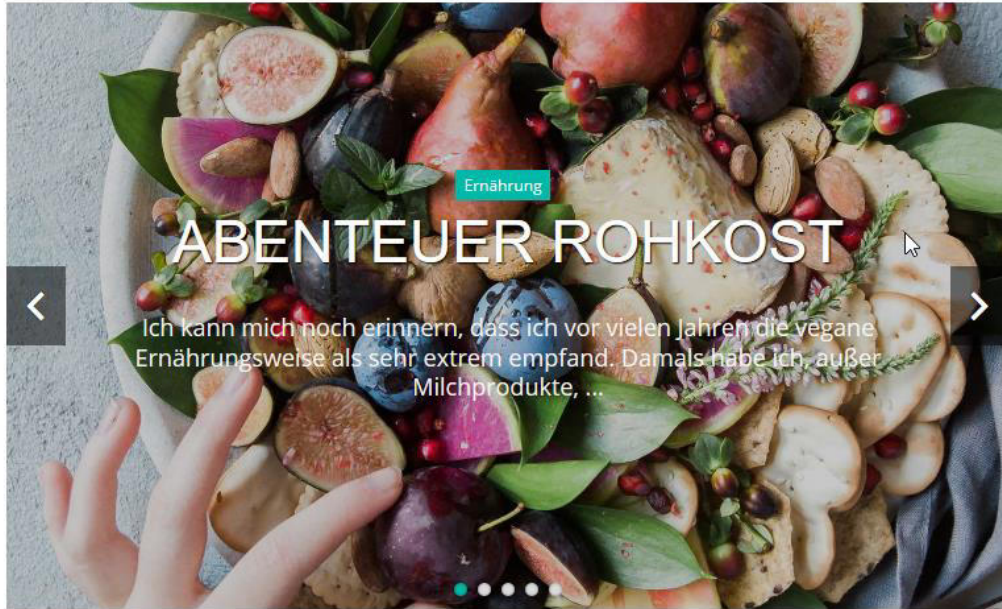 Ernährung
ABENTEUER ROHKOST
Ich kann mich noch erinnern, dass ich vor vielen Jahren die vegane
Ernährungsweise als sehr extrem empfand. Damals habe ich, außer
Milchprodukte, ...